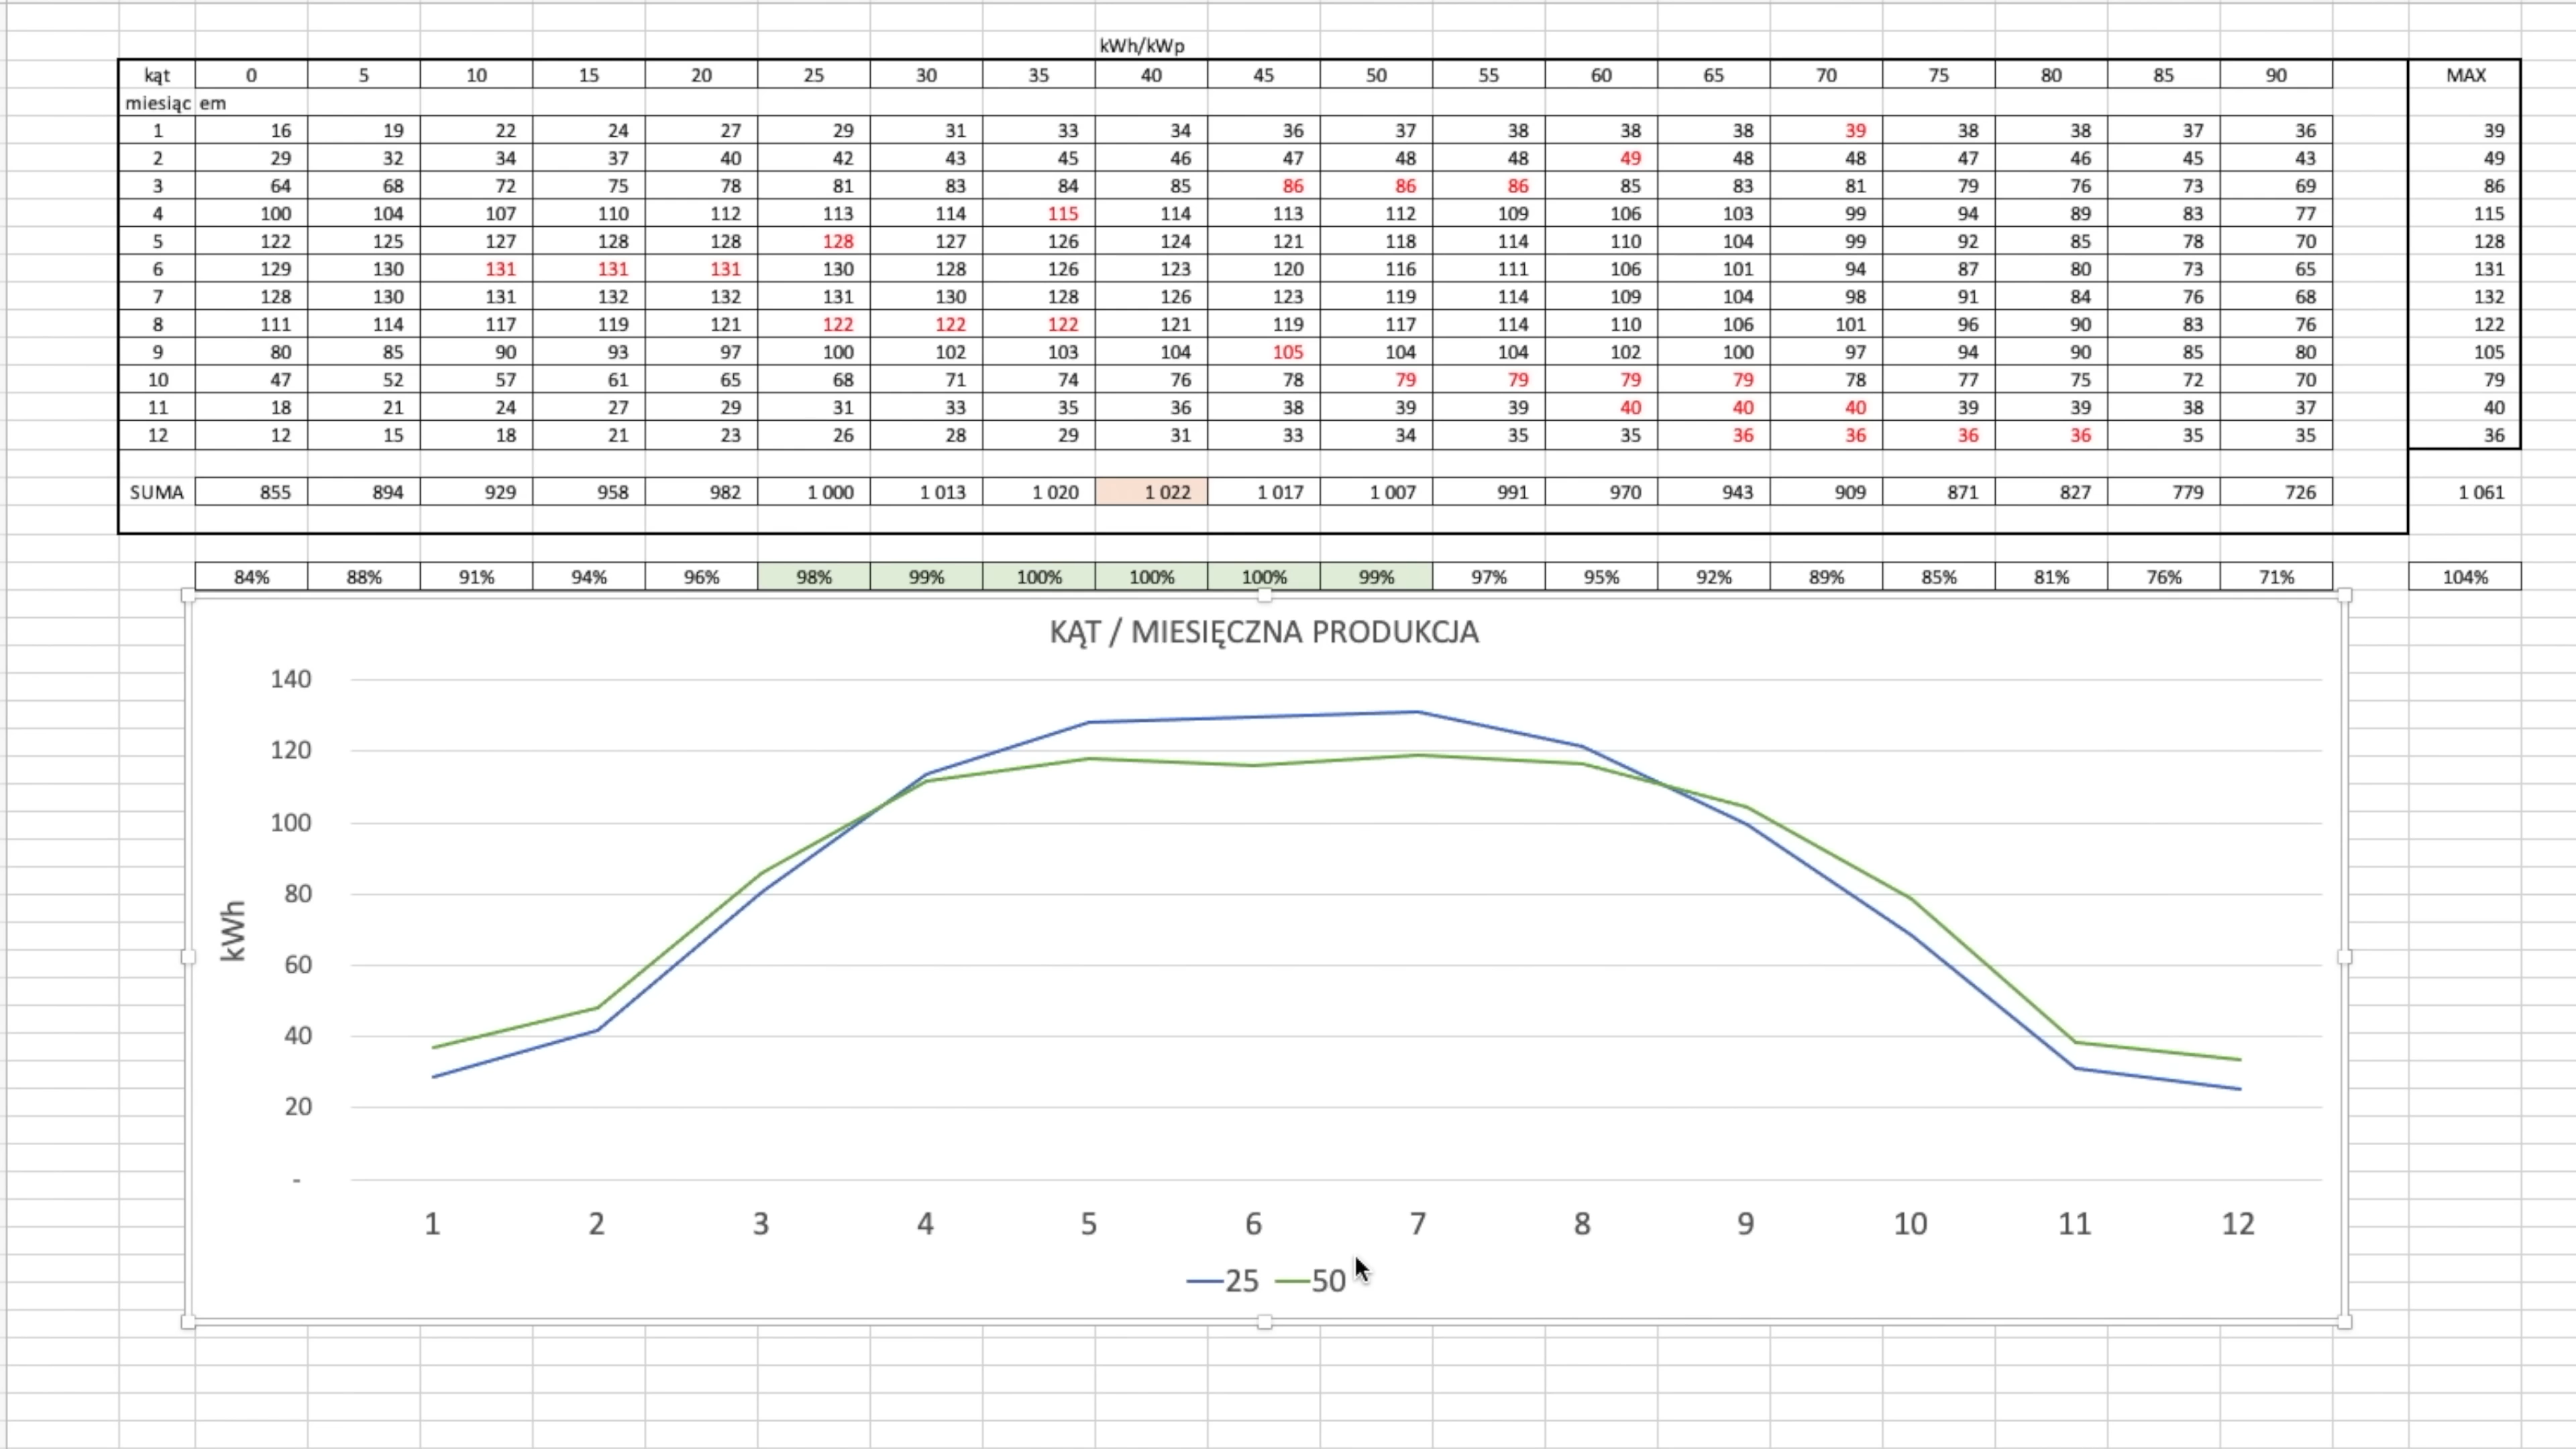 kWh/kWp
kąt 0 5 10 15 20 25 30 35 40 45 50 55 60 65 70 75 80 85 90 MAX
miesiąc em
1 16 19 22 24 27 29 31 33 34 36 37 38 38 38 39 38 38 37 36 39
2 29 32 34 37 40 42 43 45 46 47 48 48 49 48 48 47 46 45 43 49
3 64 68 72 75 78 81 83 84 85 86 86 86 85 83 81 79 76 73 69 86
4 100 104 107 110 112 113 114 115 114 113 112 109 106 103 99 94 89 83 77 115
5 122 125 127 128 128 128 127 126 124 121 118 114 110 104 99 92 85 78 70 128
6 129 130 131 131 131 130 128 126 123 120 116 111 106 101 94 87 80 73 65 131
7 128 130 131 132 132 131 130 128 126 123 119 114 109 104 98 91 84 76 68 132
8 111 114 117 119 121 122 122 122 121 119 117 114 110 106 101 96 90 83 76 122
9 80 85 90 93 97 100 102 103 104 105 104 104 102 100 97 94 90 85 80 105
10 47 52 57 61 65 68 71 74 76 78 79 79 79 79 78 77 75 72 70 79
11 18 21 24 27 29 31 33 35 36 38 39 39 40 40 40 39 39 38 37 40
12 12 15 18 21 23 26 28 29 31 33 34 35 35 36 36 36 36 35 35 36
SUMA 855 894 929 958 982 1 000 1 013 1 020 1 022 1 017 1 007 991 970 943 909 871 827 779 726 1 061
84% 88% 91% 94% 96% 98% 99% 100% 100% 100% 99% 97% 95% 92% 89% 85% 81% 76% 71% 104%
KĄT / MIESIĘCZNA PRODUKCJA
140
120
100
80
60
40
20
-
kWh
1 2 3 4 5 6 7 8 9 10 11 12
25 50